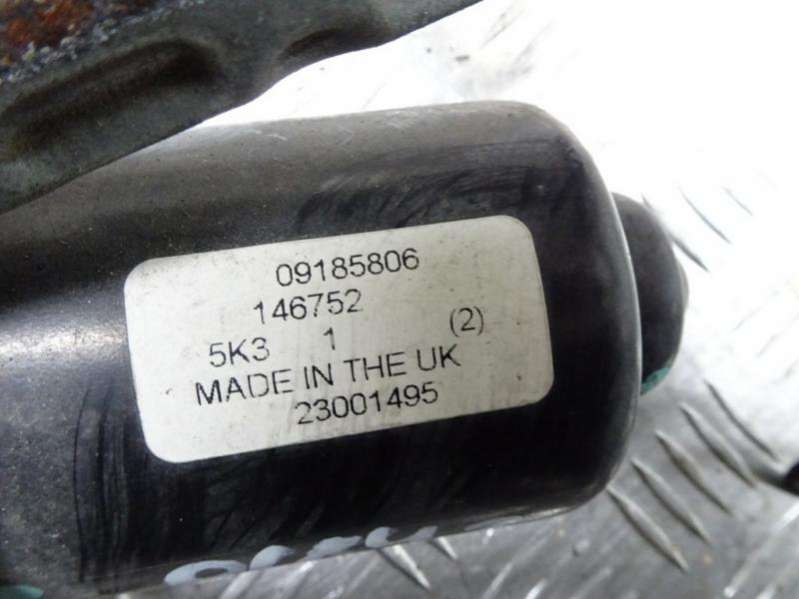 09185806
146752
5K3 1 (2)
MADE IN THE UK
23001495